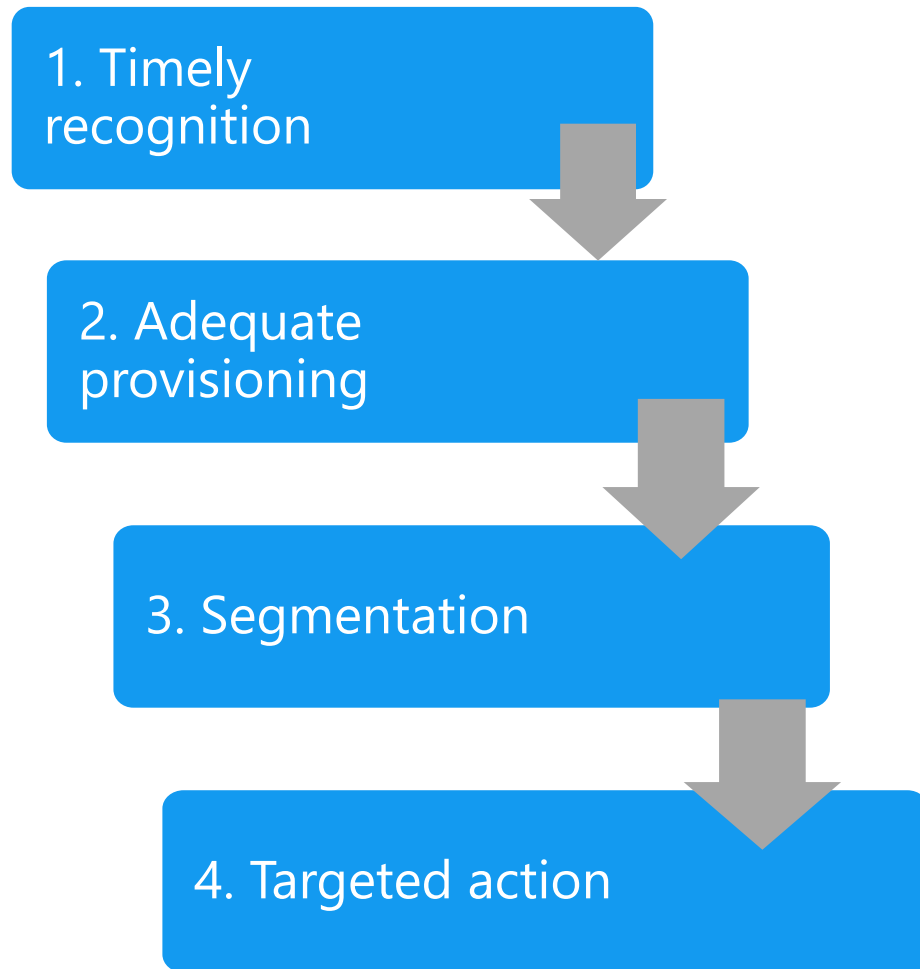 1. Timely
recognition
2. Adequate
provisioning
3. Segmentation
4. Targeted action